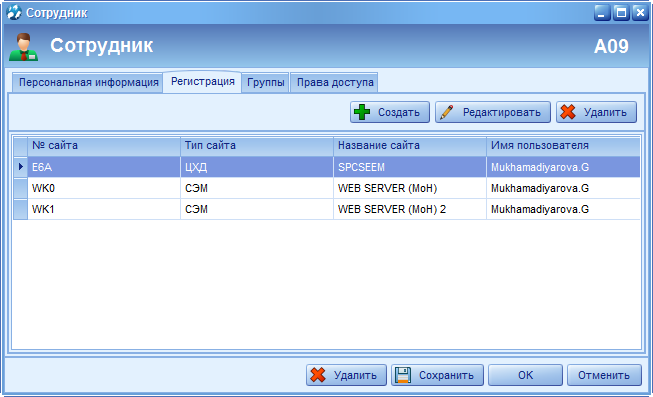 Сотрудник
Сотрудник A09
Персональная информация Регистрация Группы Права доступа
Создать Редактировать Удалить
№ сайта Тип сайта Название сайта Имя пользователя
E6A ЦХД SPCSEEM Mukhamadiyarova.G
WK0 СЭМ WEB SERVER (MoH) Mukhamadiyarova.G
WK1 СЭМ WEB SERVER (MoH) 2 Mukhamadiyarova.G
Удалить Сохранить OK Отменить